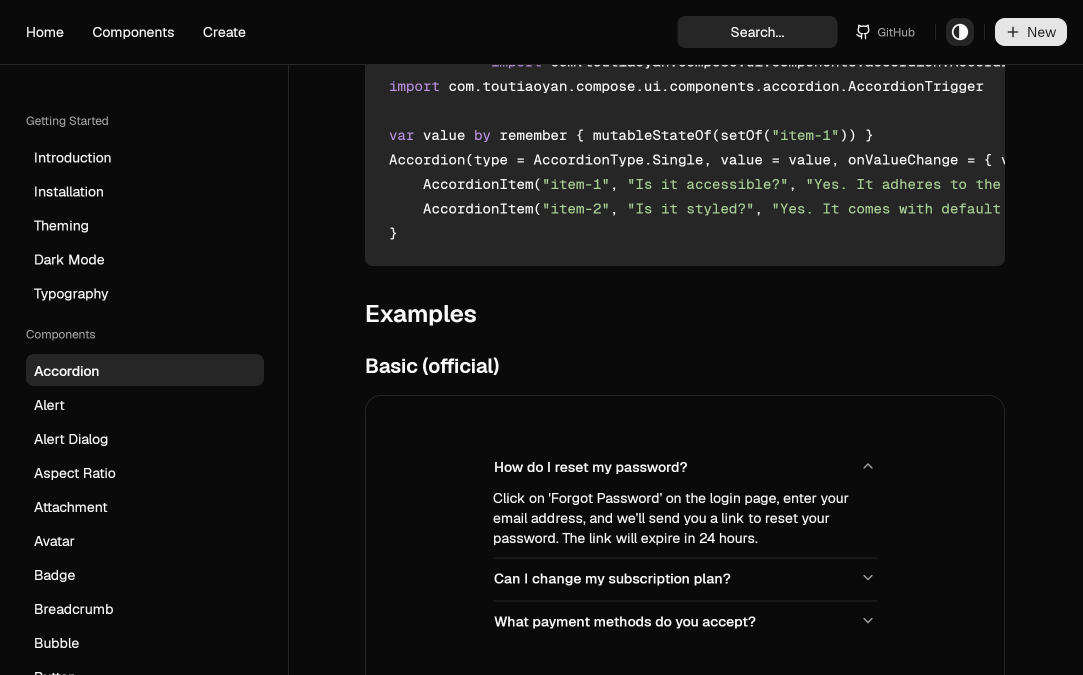 Home Components Create Search... GitHub New
Getting Started
Introduction
Installation
Theming
Dark Mode
Typography
Components
Accordion
Alert
Alert Dialog
Aspect Ratio
Attachment
Avatar
Badge
Breadcrumb
Bubble
import com.toutiaoyan.compose.ui.components.accordion.AccordionTrigger
var value by remember { mutableStateOf(setOf("item-1")) }
Accordion(type = AccordionType.Single, value = value, onValueChange = { v
AccordionItem("item-1", "Is it accessible?", "Yes. It adheres to the
AccordionItem("item-2", "Is it styled?", "Yes. It comes with default
}
Examples
Basic (official)
How do I reset my password?
Click on 'Forgot Password' on the login page, enter your
email address, and we'll send you a link to reset your
password. The link will expire in 24 hours.
Can I change my subscription plan?
What payment methods do you accept?